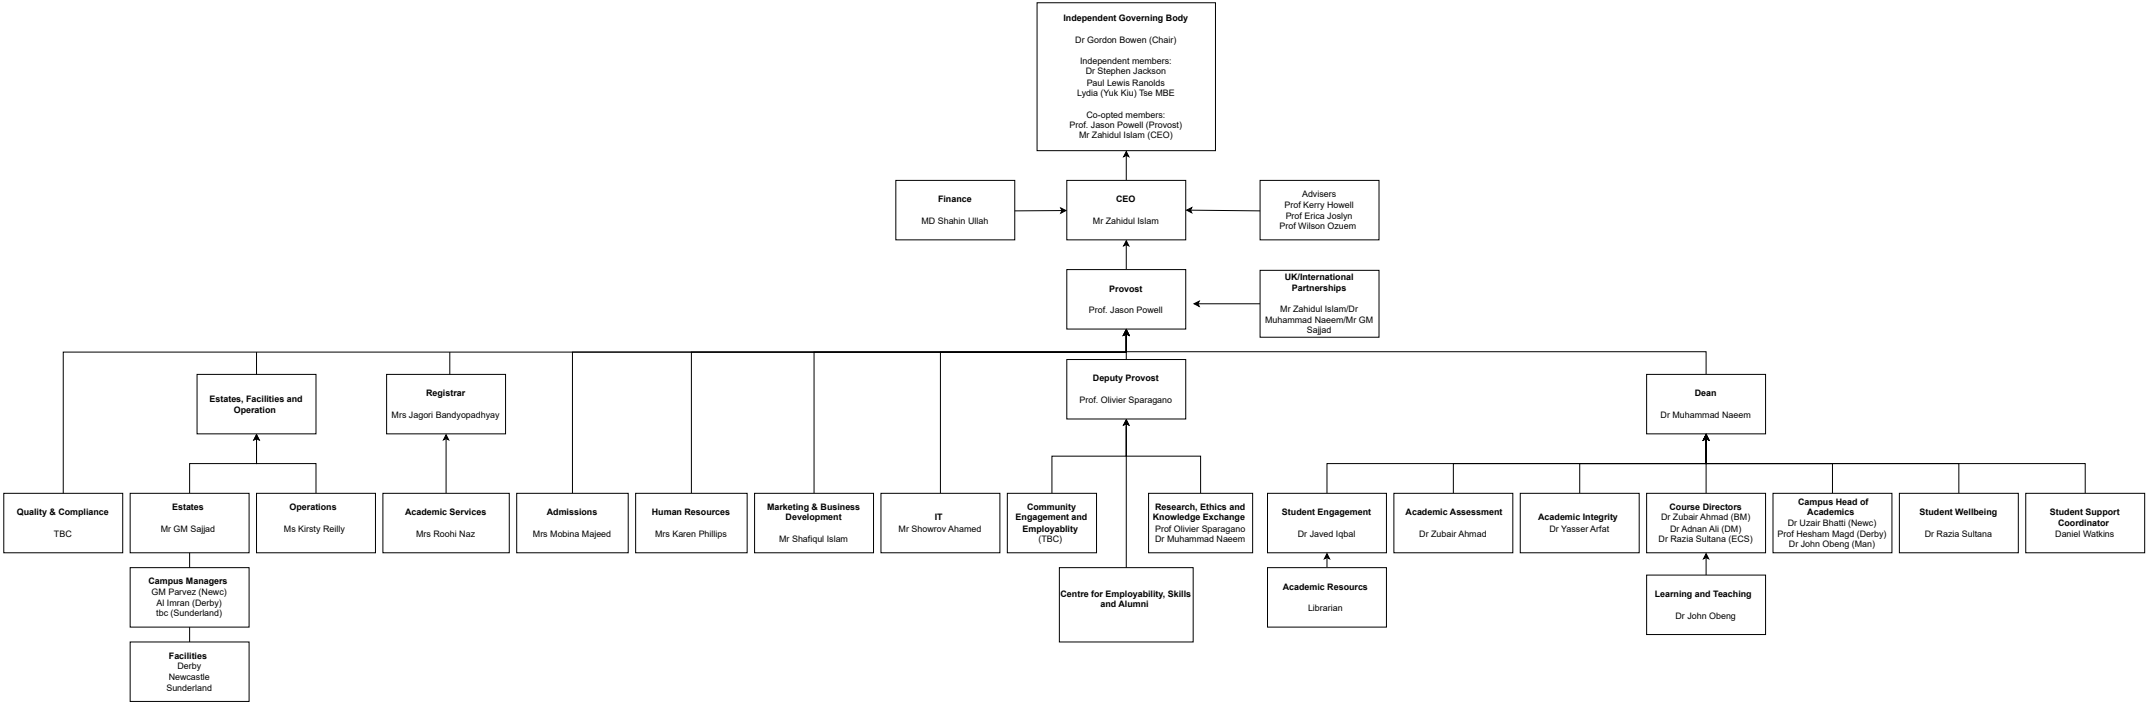 Independent Governing Body
Dr Gordon Bowen (Chair)
Independent members:
Dr Stephen Jackson
Paul Lewis Ranolds
Lydia (Yuk Kiu) Tse MBE
Co-opted members:
Prof. Jason Powell (Provost)
Mr Zahidul Islam (CEO)
Finance
MD Shahin Ullah
CEO
Mr Zahidul Islam
Advisers
Prof Kerry Howell
Prof Erica Joslyn
Prof Wilson Ozuem
Provost
Prof. Jason Powell
UK/International
Partnerships
Mr Zahidul Islam/Dr
Muhammad Naeem/Mr GM
Sajjad
Estates, Facilities and
Operation
Registrar
Mrs Jagori Bandyopadhyay
Deputy Provost
Prof. Olivier Sparagano
Dean
Dr Muhammad Naeem
Quality & Compliance
TBC
Estates
Mr GM Sajjad
Operations
Ms Kirsty Reilly
Academic Services
Mrs Roohi Naz
Admissions
Mrs Mobina Majeed
Human Resources
Mrs Karen Phillips
Marketing & Business
Development
Mr Shafiqul Islam
IT
Mr Showrov Ahamed
Community
Engagement and
Employablity
(TBC)
Research, Ethics and
Knowledge Exchange
Prof Olivier Sparagano
Dr Muhammad Naeem
Student Engagement
Dr Javed Iqbal
Academic Assessment
Dr Zubair Ahmad
Academic Integrity
Dr Yasser Arfat
Course Directors
Dr Zubair Ahmad (BM)
Dr Adnan Ali (DM)
Dr Razia Sultana (ECS)
Campus Head of
Academics
Dr Uzair Bhatti (Newc)
Prof Hesham Magd (Derby)
Dr John Obeng (Man)
Student Wellbeing
Dr Razia Sultana
Student Support
Coordinator
Daniel Watkins
Campus Managers
GM Parvez (Newc)
Al Imran (Derby)
tbc (Sunderland)
Centre for Employability, Skills
and Alumni
Academic Resourcs
Librarian
Learning and Teaching
Dr John Obeng
Facilities
Derby
Newcastle
Sunderland